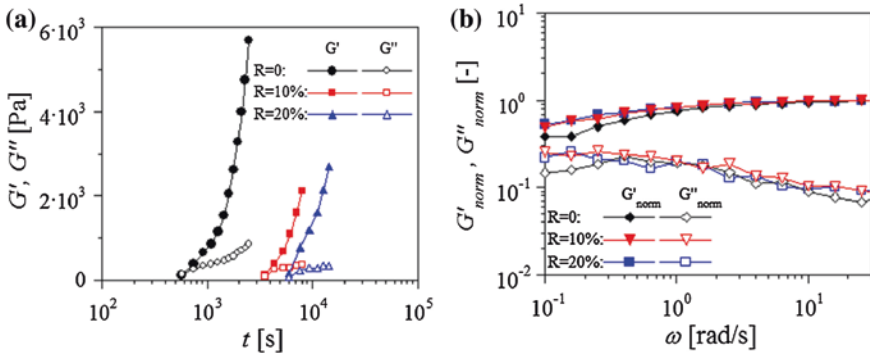 (a)
6·10³
4·10³
2·10³
0
G', G'' [Pa]
G' G''
R=0:
R=10%:
R=20%:
10² 10³ 10⁴ 10⁵
t [s]
(b)
10¹
10⁰
10⁻¹
10⁻²
G'norm , G''norm [-]
G'norm G''norm
R=0:
R=10%:
R=20%:
10⁻¹ 10⁰ 10¹
ω [rad/s]